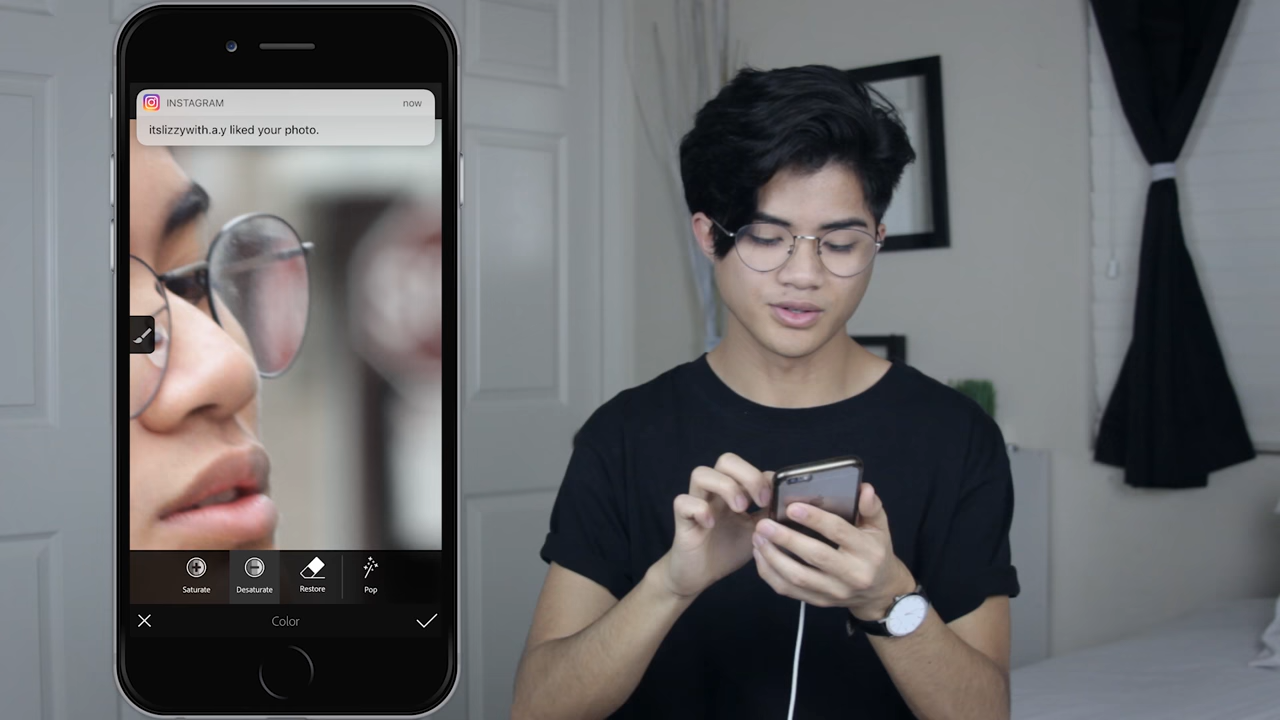 INSTAGRAM now
itslizzywith.a.y liked your photo.
Saturate Desaturate Restore Pop
Color